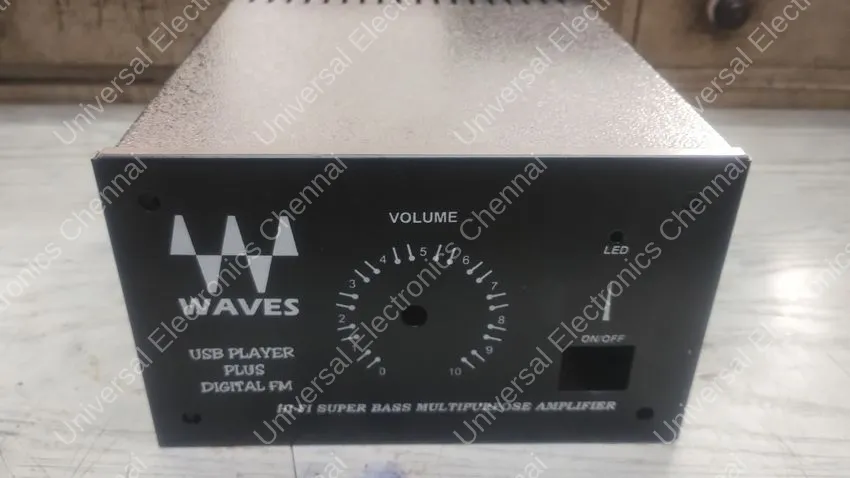 VOLUME
LED
WAVES
0 1 2 3 4 5 6 7 8 9 10
ON/OFF
USB PLAYER
PLUS
DIGITAL FM
HI-FI SUPER BASS MULTIPURPOSE AMPLIFIER
Universal Electronics Chennai